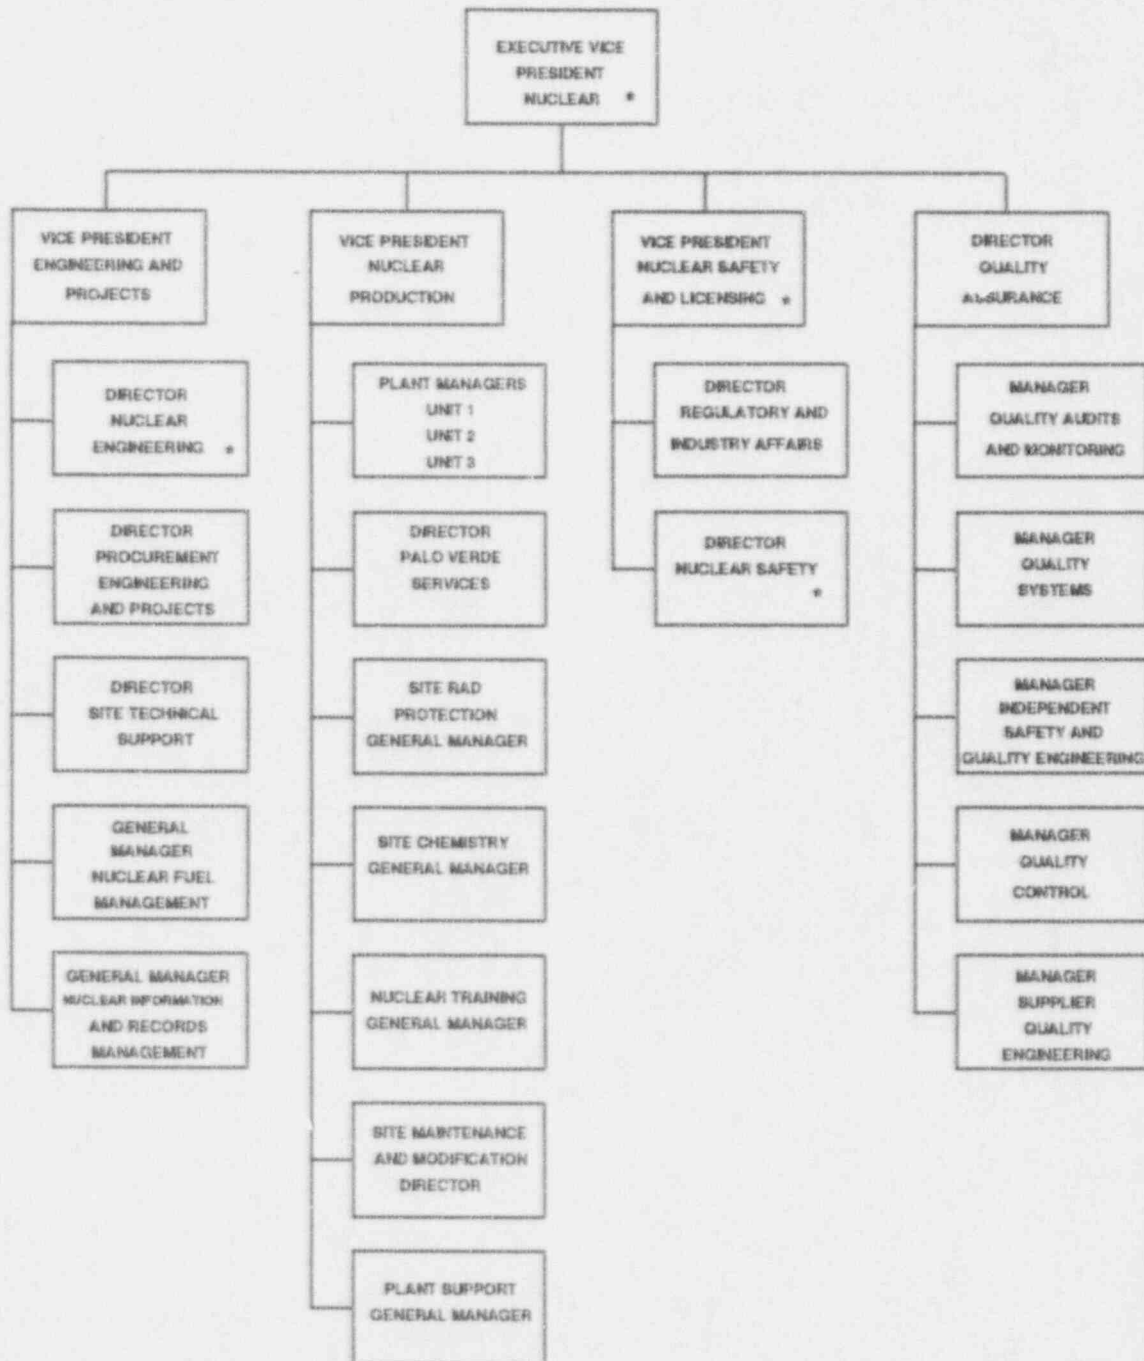 EXECUTIVE VICE
PRESIDENT
NUCLEAR *
VICE PRESIDENT
ENGINEERING AND
PROJECTS
DIRECTOR
NUCLEAR
ENGINEERING *
DIRECTOR
PROCUREMENT
ENGINEERING
AND PROJECTS
DIRECTOR
SITE TECHNICAL
SUPPORT
GENERAL
MANAGER
NUCLEAR FUEL
MANAGEMENT
GENERAL MANAGER
NUCLEAR INFORMATION
AND RECORDS
MANAGEMENT
VICE PRESIDENT
NUCLEAR
PRODUCTION
PLANT MANAGERS
UNIT 1
UNIT 2
UNIT 3
DIRECTOR
PALO VERDE
SERVICES
SITE RAD
PROTECTION
GENERAL MANAGER
SITE CHEMISTRY
GENERAL MANAGER
NUCLEAR TRAINING
GENERAL MANAGER
SITE MAINTENANCE
AND MODIFICATION
DIRECTOR
PLANT SUPPORT
GENERAL MANAGER
VICE PRESIDENT
NUCLEAR SAFETY
AND LICENSING *
DIRECTOR
REGULATORY AND
INDUSTRY AFFAIRS
DIRECTOR
NUCLEAR SAFETY
*
DIRECTOR
QUALITY
ASSURANCE
MANAGER
QUALITY AUDITS
AND MONITORING
MANAGER
QUALITY
SYSTEMS
MANAGER
INDEPENDENT
SAFETY AND
QUALITY ENGINEERING
MANAGER
QUALITY
CONTROL
MANAGER
SUPPLIER
QUALITY
ENGINEERING